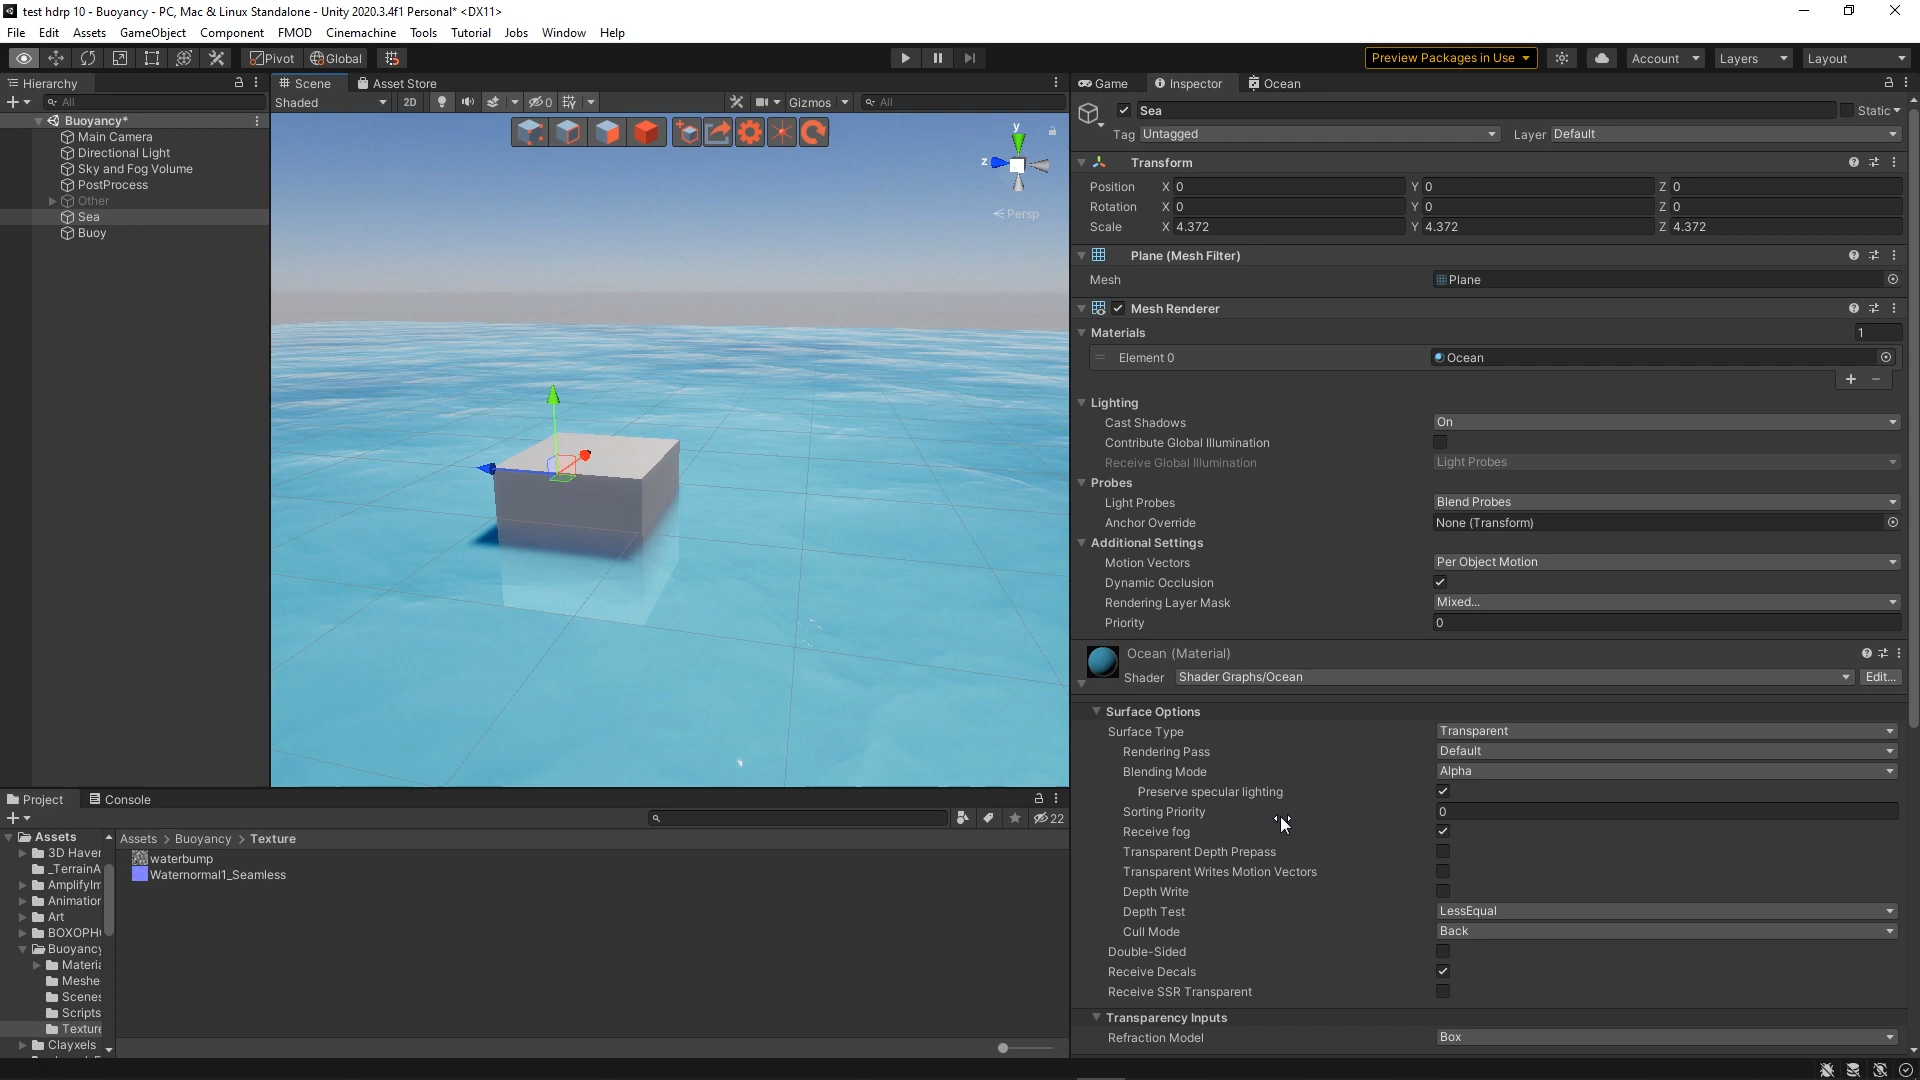 test hdrp 10 - Buoyancy - PC, Mac & Linux Standalone - Unity 2020.3.4f1 Personal* <DX11>
File Edit Assets GameObject Component FMOD Cinemachine Tools Tutorial Jobs Window Help
Pivot Global Preview Packages in Use Account Layers Layout
Hierarchy
All
Buoyancy*
Main Camera
Directional Light
Sky and Fog Volume
PostProcess
Other
Sea
Buoy
Scene Asset Store
Shaded 2D 0 Gizmos All
y
z
Persp
Game Inspector Ocean
Sea Static
Tag Untagged Layer Default
Transform
Position X 0 Y 0 Z 0
Rotation X 0 Y 0 Z 0
Scale X 4.372 Y 4.372 Z 4.372
Plane (Mesh Filter)
Mesh Plane
Mesh Renderer
Materials 1
Element 0 Ocean
Lighting
Cast Shadows On
Contribute Global Illumination
Receive Global Illumination Light Probes
Probes
Light Probes Blend Probes
Anchor Override None (Transform)
Additional Settings
Motion Vectors Per Object Motion
Dynamic Occlusion
Rendering Layer Mask Mixed...
Priority 0
Ocean (Material)
Shader Shader Graphs/Ocean Edit...
Surface Options
Surface Type Transparent
Rendering Pass Default
Blending Mode Alpha
Preserve specular lighting
Sorting Priority 0
Receive fog
Transparent Depth Prepass
Transparent Writes Motion Vectors
Depth Write
Depth Test LessEqual
Cull Mode Back
Double-Sided
Receive Decals
Receive SSR Transparent
Transparency Inputs
Refraction Model Box
Project Console
22
Assets
3D Haver
_TerrainA
AmplifyIm
Animation
Art
BOXOPH
Buoyancy
Materia
Meshe
Scenes
Scripts
Texture
Clayxels
Assets > Buoyancy > Texture
waterbump
Waternormal1_Seamless